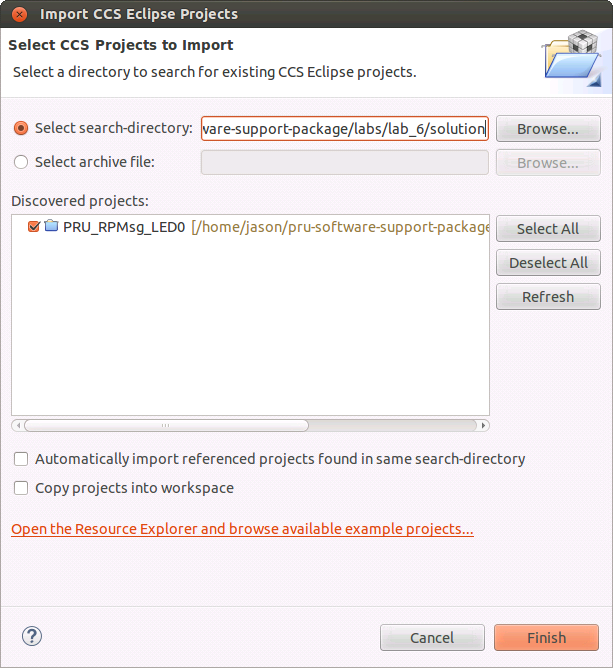 Import CCS Eclipse Projects
Select CCS Projects to Import
Select a directory to search for existing CCS Eclipse projects.
Select search-directory: ware-support-package/labs/lab_6/solution Browse...
Select archive file: Browse...
Discovered projects:
PRU_RPMsg_LED0 [/home/jason/pru-software-support-package
Select All
Deselect All
Refresh
Automatically import referenced projects found in same search-directory
Copy projects into workspace
Open the Resource Explorer and browse available example projects...
? Cancel Finish